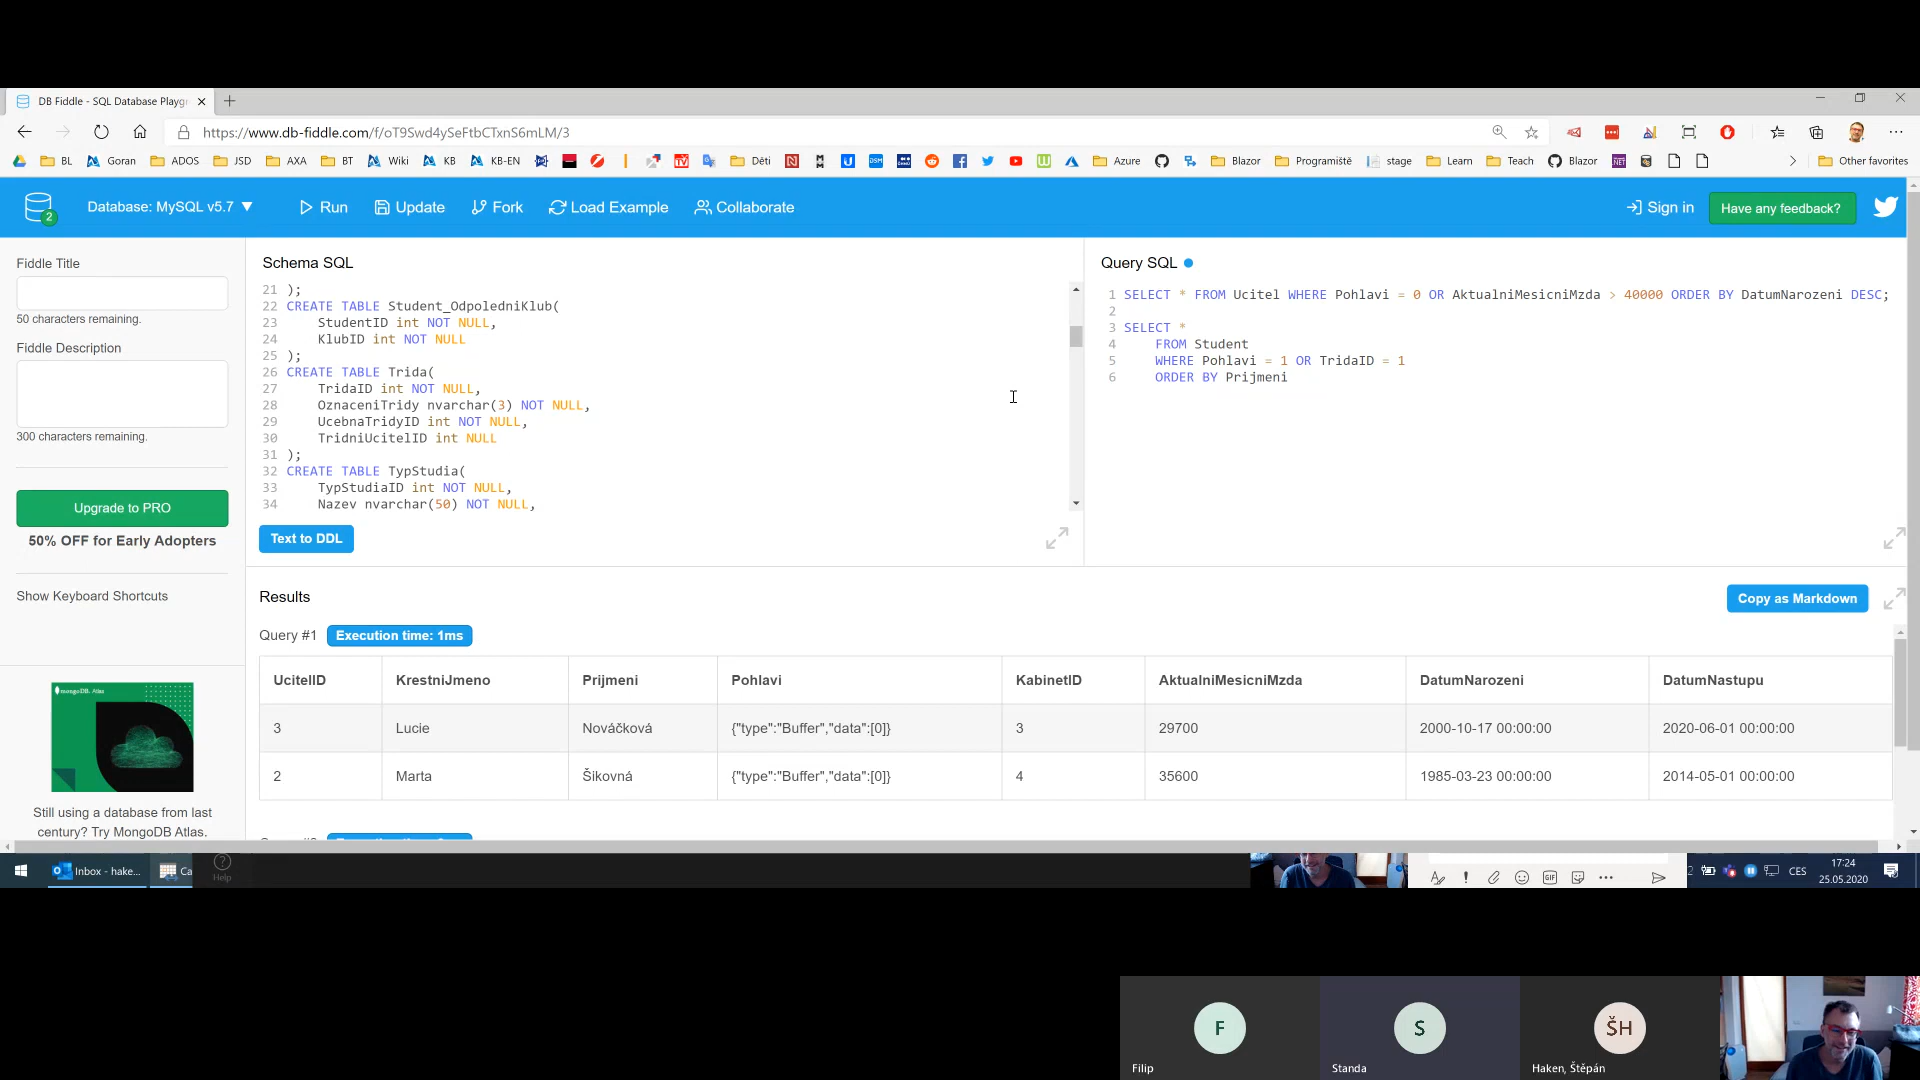 DB Fiddle - SQL Database Playgr
https://www.db-fiddle.com/f/oT9Swd4ySeFtbCTxnS6mLM/3
BL Goran ADOS JSD AXA BT Wiki KB KB-EN Děti Azure Blazor Programiště stage Learn Teach Blazor Other favorites
2 Database: MySQL v5.7 Run Update Fork Load Example Collaborate Sign in Have any feedback?
Fiddle Title
50 characters remaining.
Fiddle Description
300 characters remaining.
Upgrade to PRO
50% OFF for Early Adopters
Show Keyboard Shortcuts
mongoDB. Atlas
Still using a database from last
century? Try MongoDB Atlas.
Schema SQL
21 );
22 CREATE TABLE Student_OdpoledniKlub(
23 StudentID int NOT NULL,
24 KlubID int NOT NULL
25 );
26 CREATE TABLE Trida(
27 TridaID int NOT NULL,
28 OznaceniTridy nvarchar(3) NOT NULL,
29 UcebnaTridyID int NOT NULL,
30 TridniUcitelID int NULL
31 );
32 CREATE TABLE TypStudia(
33 TypStudiaID int NOT NULL,
34 Nazev nvarchar(50) NOT NULL,
Text to DDL
Query SQL
1 SELECT * FROM Ucitel WHERE Pohlavi = 0 OR AktualniMesicniMzda > 40000 ORDER BY DatumNarozeni DESC;
2
3 SELECT *
4 FROM Student
5 WHERE Pohlavi = 1 OR TridaID = 1
6 ORDER BY Prijmeni
Results
Copy as Markdown
Query #1 Execution time: 1ms
UcitelID KrestniJmeno Prijmeni Pohlavi KabinetID AktualniMesicniMzda DatumNarozeni DatumNastupu
3 Lucie Nováčková {"type":"Buffer","data":[0]} 3 29700 2000-10-17 00:00:00 2020-06-01 00:00:00
2 Marta Šikovná {"type":"Buffer","data":[0]} 4 35600 1985-03-23 00:00:00 2014-05-01 00:00:00
Inbox - hake... Ca Help
CES
17:24
25.05.2020
F
Filip
S
Standa
ŠH
Haken, Štěpán